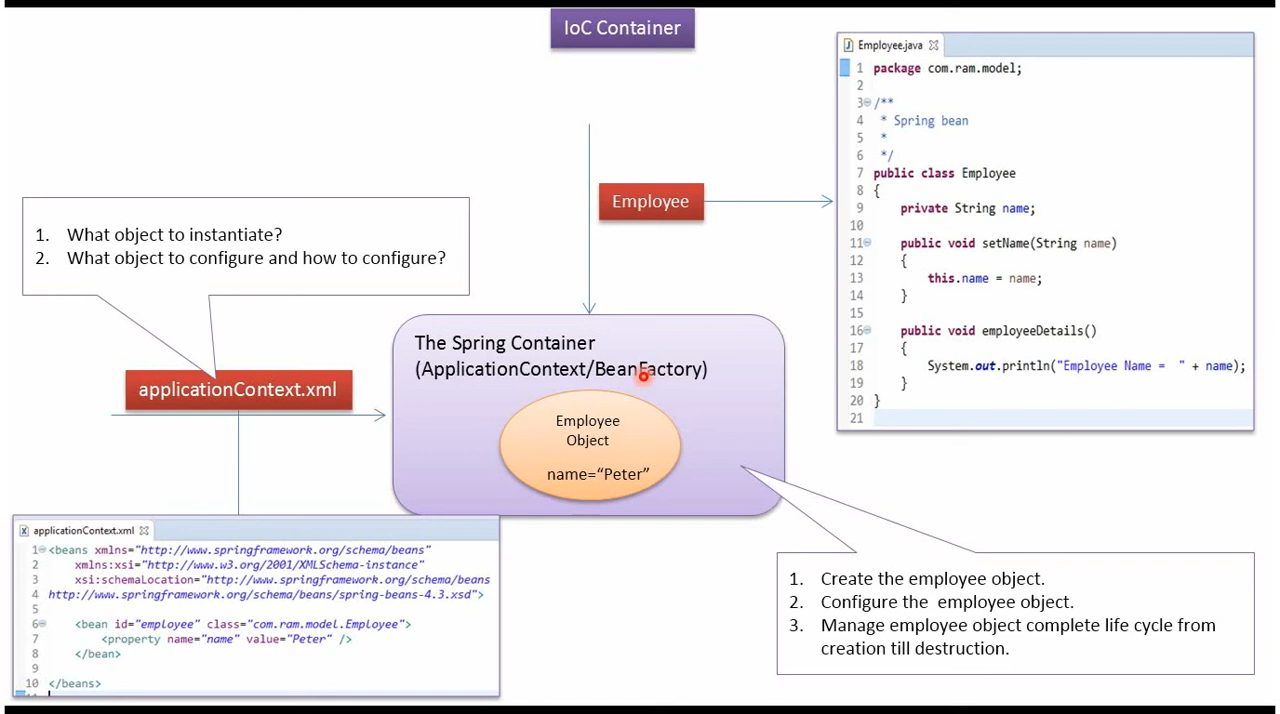 IoC Container
Employee
1. What object to instantiate?
2. What object to configure and how to configure?
applicationContext.xml
The Spring Container
(ApplicationContext/BeanFactory)
Employee
Object
name=“Peter”
Employee.java
1 package com.ram.model;
2
3 /**
4 * Spring bean
5 *
6 */
7 public class Employee
8 {
9 private String name;
10
11 public void setName(String name)
12 {
13 this.name = name;
14 }
15
16 public void employeeDetails()
17 {
18 System.out.println("Employee Name =  " + name);
19 }
20 }
21
applicationContext.xml
1 <beans xmlns="http://www.springframework.org/schema/beans"
2 xmlns:xsi="http://www.w3.org/2001/XMLSchema-instance"
3 xsi:schemaLocation="http://www.springframework.org/schema/beans
4 http://www.springframework.org/schema/beans/spring-beans-4.3.xsd">
5
6 <bean id="employee" class="com.ram.model.Employee">
7 <property name="name" value="Peter" />
8 </bean>
9
10 </beans>
1. Create the employee object.
2. Configure the employee object.
3. Manage employee object complete life cycle from
creation till destruction.